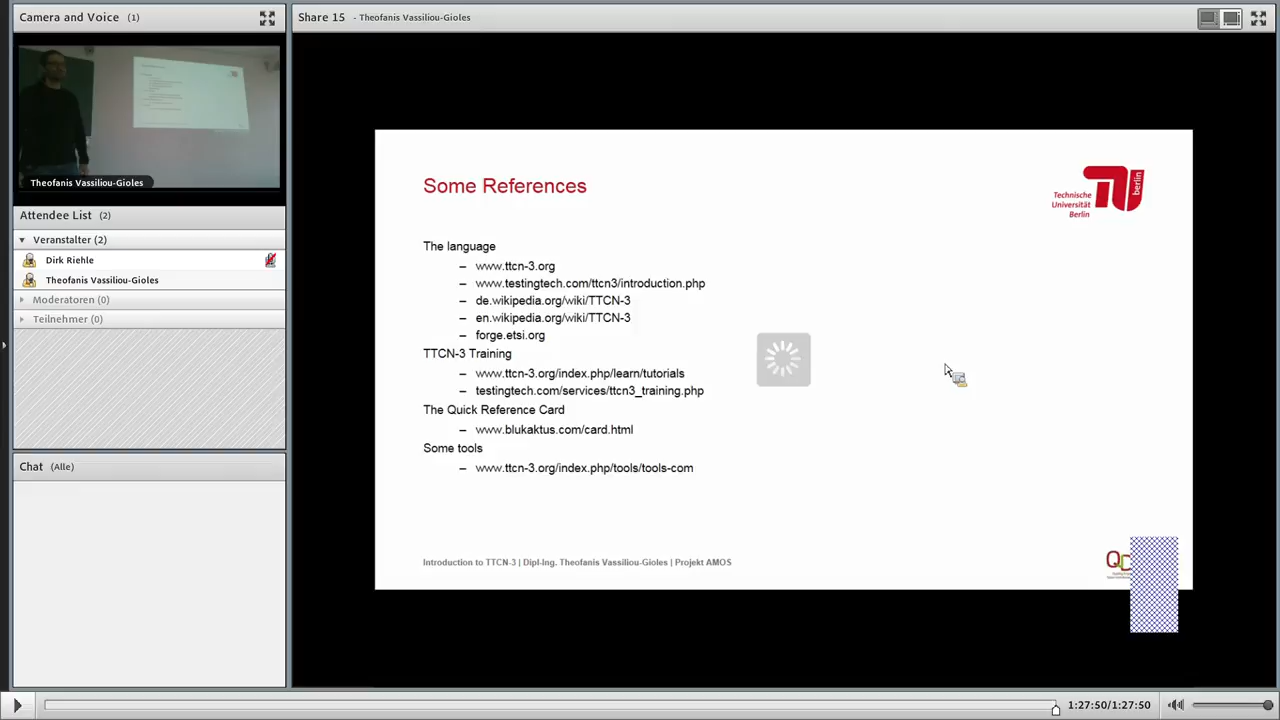 Camera and Voice (1)
Theofanis Vassiliou-Gioles
Attendee List (2)
Veranstalter (2)
Dirk Riehle
Theofanis Vassiliou-Gioles
Moderatoren (0)
Teilnehmer (0)
Chat (Alle)
Share 15 - Theofanis Vassiliou-Gioles
Some References
Technische
Universität
Berlin
berlin
The language
– www.ttcn-3.org
– www.testingtech.com/ttcn3/introduction.php
– de.wikipedia.org/wiki/TTCN-3
– en.wikipedia.org/wiki/TTCN-3
– forge.etsi.org
TTCN-3 Training
– www.ttcn-3.org/index.php/learn/tutorials
– testingtech.com/services/ttcn3_training.php
The Quick Reference Card
– www.blukaktus.com/card.html
Some tools
– www.ttcn-3.org/index.php/tools/tools-com
Introduction to TTCN-3 | Dipl-Ing. Theofanis Vassiliou-Gioles | Projekt AMOS
1:27:50/1:27:50